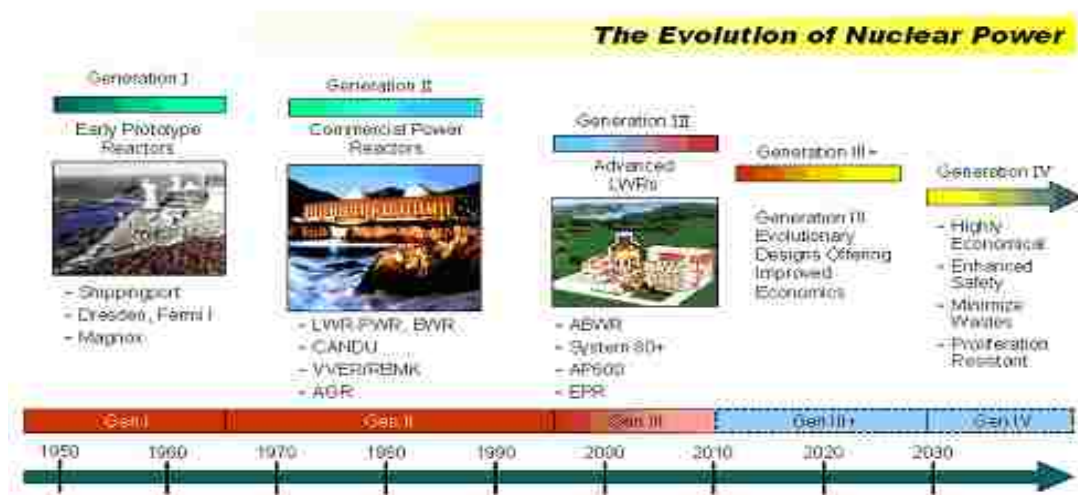 The Evolution of Nuclear Power
Generation I
Early Prototype
Reactors
- Shippingport
- Dresden, Fermi I
- Magnox
Generation II
Commercial Power
Reactors
- LWR-PWR, BWR
- CANDU
- VVER/RBMK
- AGR
Generation III
Advanced
LWRs
- ABWR
- System 80+
- AP600
- EPR
Generation III+
Generation III
Evolutionary
Designs Offering
Improved
Economics
Generation IV
- Highly
Economical
- Enhanced
Safety
- Minimize
Wastes
- Proliferation
Resistant
Gen I
Gen II
Gen III
Gen III+
Gen IV
1950
1960
1970
1980
1990
2000
2010
2020
2030